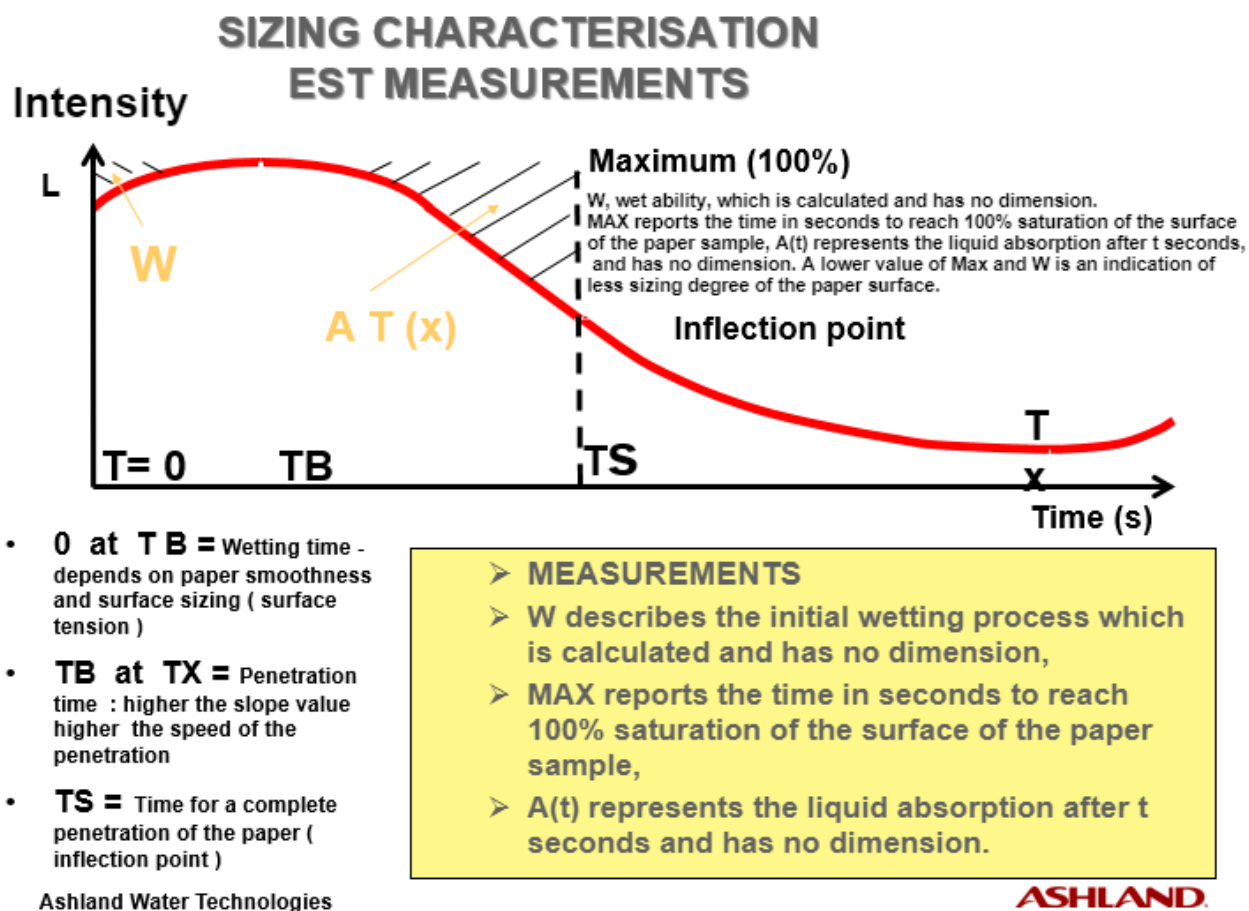 SIZING CHARACTERISATION
EST MEASUREMENTS
Intensity
L
W
A T (x)
Maximum (100%)
W, wet ability, which is calculated and has no dimension.
MAX reports the time in seconds to reach 100% saturation of the surface
of the paper sample, A(t) represents the liquid absorption after t seconds,
and has no dimension. A lower value of Max and W is an indication of
less sizing degree of the paper surface.
Inflection point
T= 0
TB
TS
T
x
Time (s)
• 0 at T B = Wetting time -
depends on paper smoothness
and surface sizing ( surface
tension )
• TB at TX = Penetration
time : higher the slope value
higher the speed of the
penetration
• TS = Time for a complete
penetration of the paper (
inflection point )
➢ MEASUREMENTS
➢ W describes the initial wetting process which
is calculated and has no dimension,
➢ MAX reports the time in seconds to reach
100% saturation of the surface of the paper
sample,
➢ A(t) represents the liquid absorption after t
seconds and has no dimension.
Ashland Water Technologies
ASHLAND.